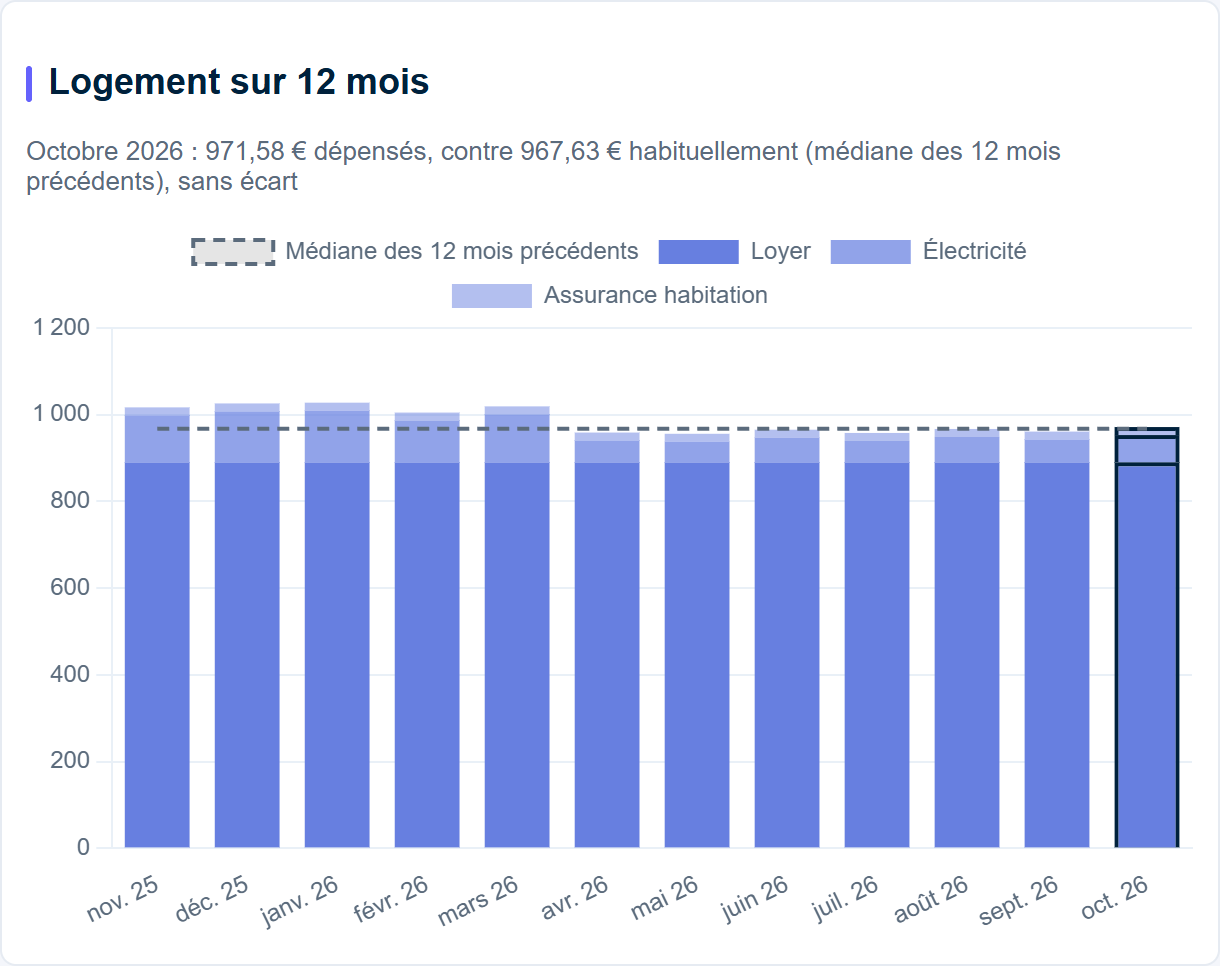 Logement sur 12 mois
Octobre 2026 : 971,58 € dépensés, contre 967,63 € habituellement (médiane des 12 mois
précédents), sans écart
Médiane des 12 mois précédents Loyer Électricité
Assurance habitation
1 200
1 000
800
600
400
200
0
nov. 25 déc. 25 janv. 26 févr. 26 mars 26 avr. 26 mai 26 juin 26 juil. 26 août 26 sept. 26 oct. 26